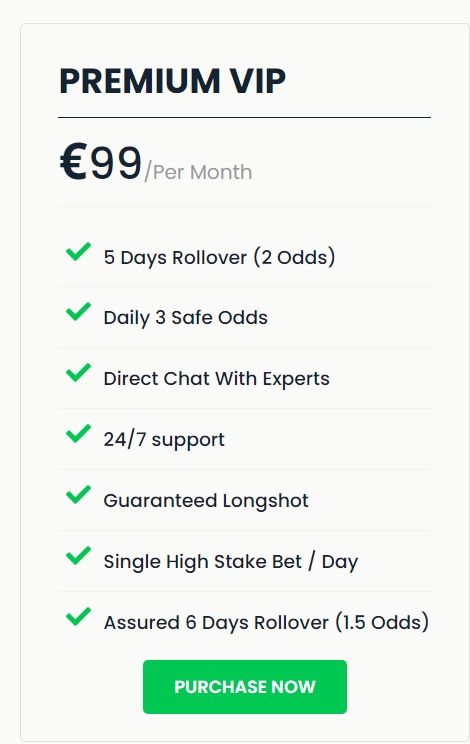 PREMIUM VIP
€99/Per Month
5 Days Rollover (2 Odds)
Daily 3 Safe Odds
Direct Chat With Experts
24/7 support
Guaranteed Longshot
Single High Stake Bet / Day
Assured 6 Days Rollover (1.5 Odds)
PURCHASE NOW